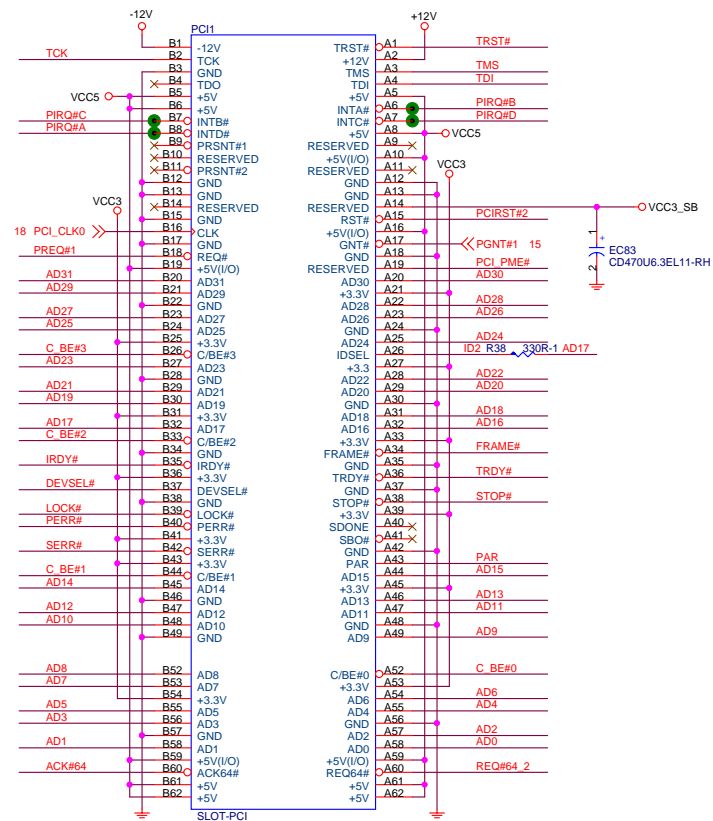 -12V
+12V
PCI1
B1 -12V TRST# A1 TRST#
TCK B2 TCK +12V A2
B3 GND TMS A3 TMS
B4 TDO TDI A4 TDI
VCC5 B5 +5V +5V A5
B6 +5V INTA# A6 PIRQ#B
PIRQ#C B7 INTB# INTC# A7 PIRQ#D
PIRQ#A B8 INTD# +5V A8 VCC5
B9 PRSNT#1 RESERVED A9
B10 RESERVED +5V(I/O) A10
B11 PRSNT#2 RESERVED A11
VCC3
B12 GND GND A12
B13 GND GND A13
VCC3 B14 RESERVED RESERVED A14 VCC3_SB
B15 GND RST# A15 PCIRST#2
18 PCI_CLK0 B16 CLK +5V(I/O) A16
B17 GND GNT# A17 PGNT#1 15
PREQ#1 B18 REQ# GND A18
B19 +5V(I/O) RESERVED A19 PCI_PME#
1 + EC83
2 CD470U6.3EL11-RH
AD31 B20 AD31 AD30 A20 AD30
AD29 B21 AD29 +3.3V A21
B22 GND AD28 A22 AD28
AD27 B23 AD27 AD26 A23 AD26
AD25 B24 AD25 GND A24
B25 +3.3V AD24 A25 AD24
C_BE#3 B26 C/BE#3 IDSEL A26 ID2 R38 330R-1 AD17
AD23 B27 AD23 +3.3 A27
B28 GND AD22 A28 AD22
AD21 B29 AD21 AD20 A29 AD20
AD19 B30 AD19 GND A30
B31 +3.3V AD18 A31 AD18
AD17 B32 AD17 AD16 A32 AD16
C_BE#2 B33 C/BE#2 +3.3V A33
B34 GND FRAME# A34 FRAME#
IRDY# B35 IRDY# GND A35
B36 +3.3V TRDY# A36 TRDY#
DEVSEL# B37 DEVSEL# GND A37
B38 GND STOP# A38 STOP#
LOCK# B39 LOCK# +3.3V A39
PERR# B40 PERR# SDONE A40
B41 +3.3V SBO# A41
SERR# B42 SERR# GND A42
B43 +3.3V PAR A43 PAR
C_BE#1 B44 C/BE#1 AD15 A44 AD15
AD14 B45 AD14 +3.3V A45
B46 GND AD13 A46 AD13
AD12 B47 AD12 AD11 A47 AD11
AD10 B48 AD10 GND A48
B49 GND AD9 A49 AD9
AD8 B52 AD8 C/BE#0 A52 C_BE#0
AD7 B53 AD7 +3.3V A53
B54 +3.3V AD6 A54 AD6
AD5 B55 AD5 AD4 A55 AD4
AD3 B56 AD3 GND A56
B57 GND AD2 A57 AD2
AD1 B58 AD1 AD0 A58 AD0
B59 +5V(I/O) +5V(I/O) A59
ACK#64 B60 ACK64# REQ64# A60 REQ#64_2
B61 +5V +5V A61
B62 +5V +5V A62
SLOT-PCI